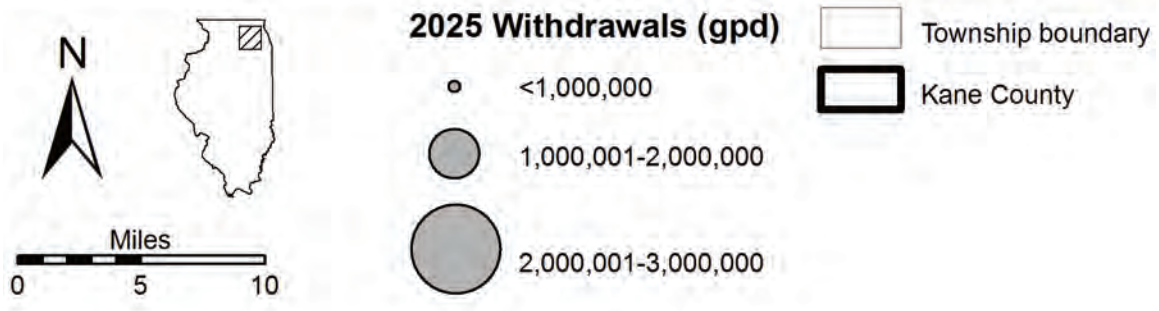 N
Miles
0 5 10
2025 Withdrawals (gpd)
<1,000,000
1,000,001-2,000,000
2,000,001-3,000,000
Township boundary
Kane County